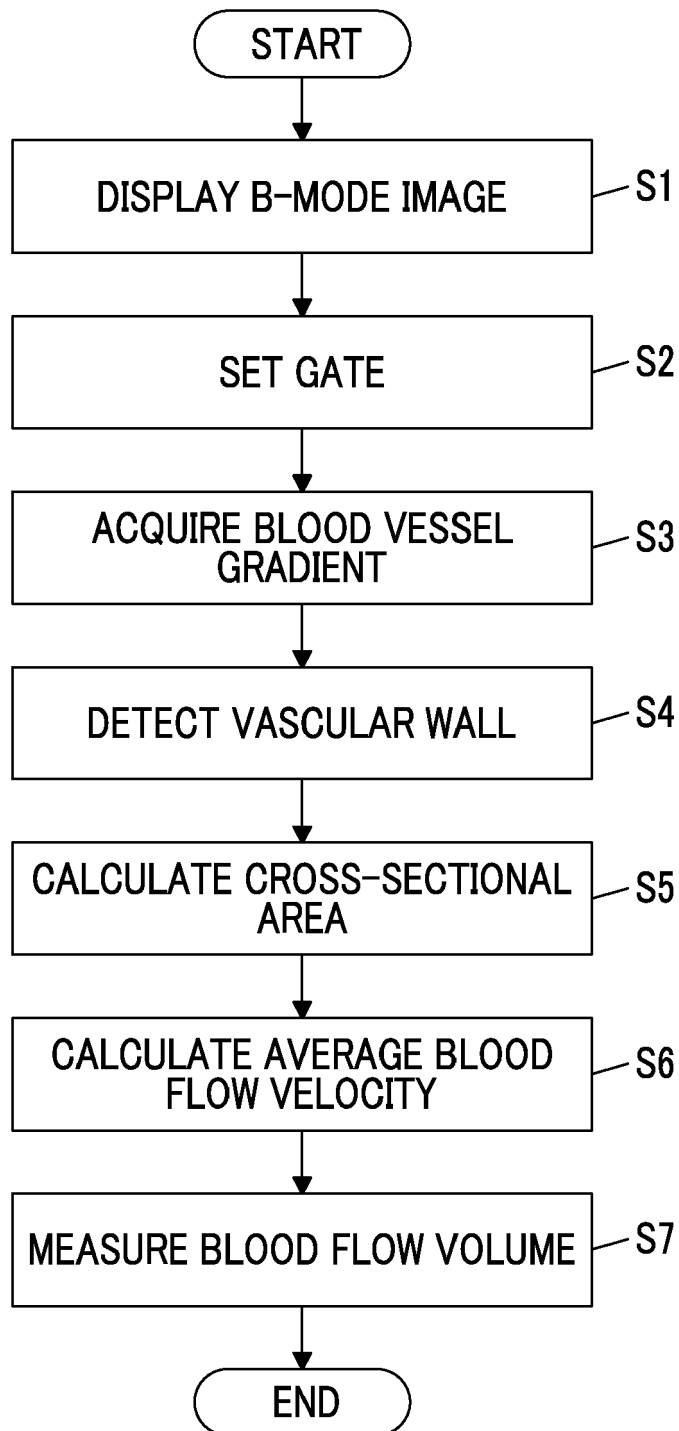 START
DISPLAY B-MODE IMAGE
S1
SET GATE
S2
ACQUIRE BLOOD VESSEL
GRADIENT
S3
DETECT VASCULAR WALL
S4
CALCULATE CROSS-SECTIONAL
AREA
S5
CALCULATE AVERAGE BLOOD
FLOW VELOCITY
S6
MEASURE BLOOD FLOW VOLUME
S7
END